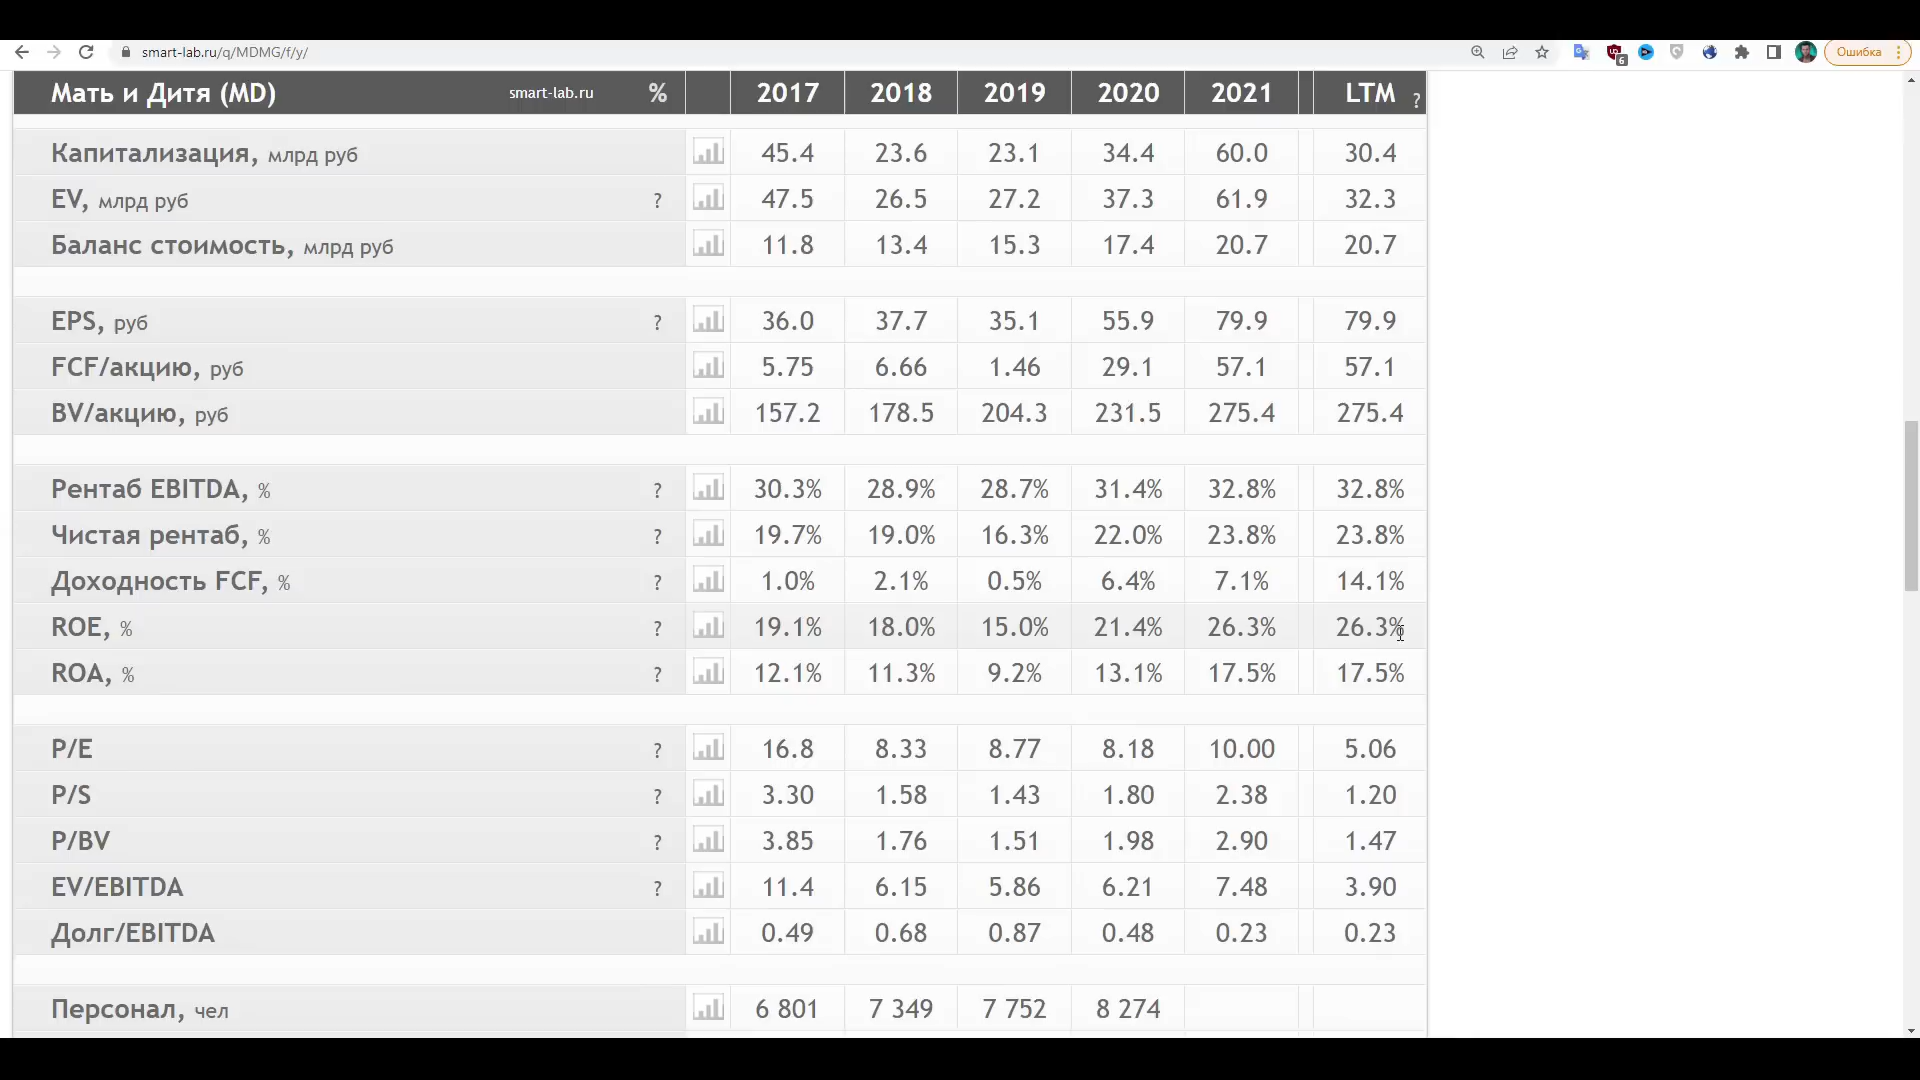 smart-lab.ru/q/MDMG/f/y/
6
Ошибка
Мать и Дитя (MD) smart-lab.ru % 2017 2018 2019 2020 2021 LTM ?
Капитализация, млрд руб 45.4 23.6 23.1 34.4 60.0 30.4
EV, млрд руб ? 47.5 26.5 27.2 37.3 61.9 32.3
Баланс стоимость, млрд руб 11.8 13.4 15.3 17.4 20.7 20.7
EPS, руб ? 36.0 37.7 35.1 55.9 79.9 79.9
FCF/акцию, руб 5.75 6.66 1.46 29.1 57.1 57.1
BV/акцию, руб 157.2 178.5 204.3 231.5 275.4 275.4
Рентаб EBITDA, % ? 30.3% 28.9% 28.7% 31.4% 32.8% 32.8%
Чистая рентаб, % ? 19.7% 19.0% 16.3% 22.0% 23.8% 23.8%
Доходность FCF, % ? 1.0% 2.1% 0.5% 6.4% 7.1% 14.1%
ROE, % ? 19.1% 18.0% 15.0% 21.4% 26.3% 26.3%
ROA, % ? 12.1% 11.3% 9.2% 13.1% 17.5% 17.5%
P/E ? 16.8 8.33 8.77 8.18 10.00 5.06
P/S ? 3.30 1.58 1.43 1.80 2.38 1.20
P/BV ? 3.85 1.76 1.51 1.98 2.90 1.47
EV/EBITDA ? 11.4 6.15 5.86 6.21 7.48 3.90
Долг/EBITDA 0.49 0.68 0.87 0.48 0.23 0.23
Персонал, чел 6 801 7 349 7 752 8 274